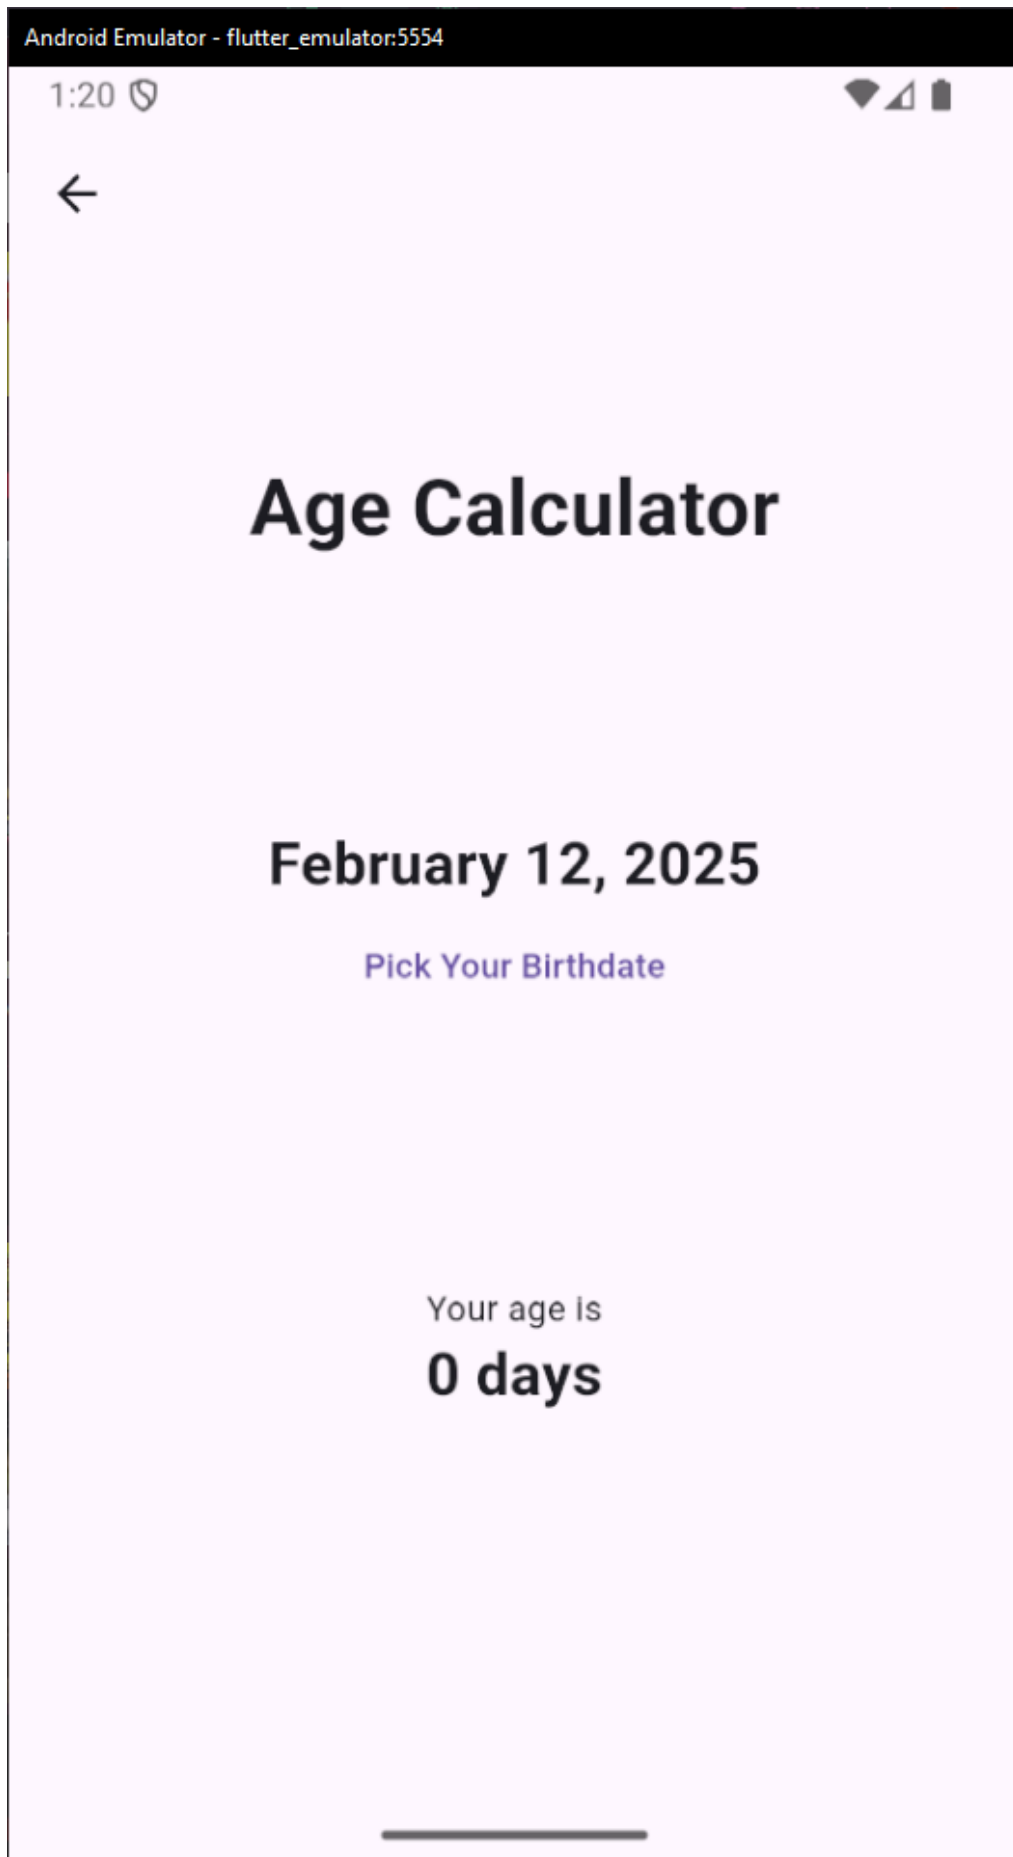 Android Emulator - flutter_emulator:5554
1:20
Age Calculator
February 12, 2025
Pick Your Birthdate
Your age is
0 days